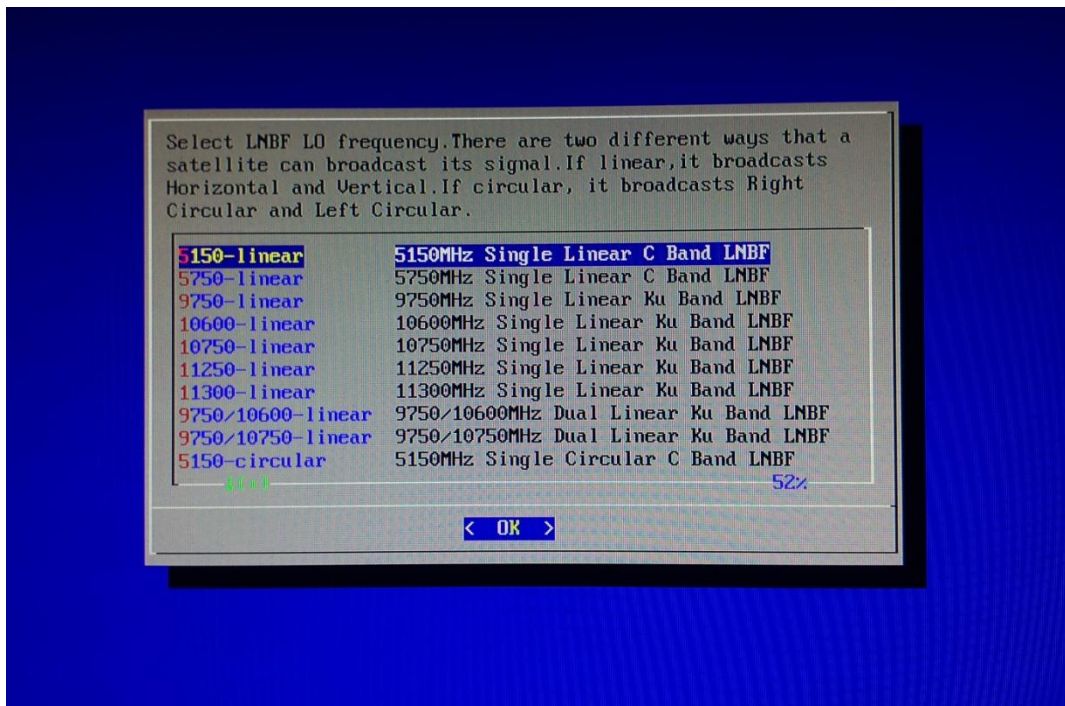 Select LNBF LO frequency.There are two different ways that a
satellite can broadcast its signal.If linear,it broadcasts
Horizontal and Vertical.If circular, it broadcasts Right
Circular and Left Circular.
5150-linear 5150MHz Single Linear C Band LNBF
5750-linear 5750MHz Single Linear C Band LNBF
9750-linear 9750MHz Single Linear Ku Band LNBF
10600-linear 10600MHz Single Linear Ku Band LNBF
10750-linear 10750MHz Single Linear Ku Band LNBF
11250-linear 11250MHz Single Linear Ku Band LNBF
11300-linear 11300MHz Single Linear Ku Band LNBF
9750/10600-linear 9750/10600MHz Dual Linear Ku Band LNBF
9750/10750-linear 9750/10750MHz Dual Linear Ku Band LNBF
5150-circular 5150MHz Single Circular C Band LNBF
52%
< OK >